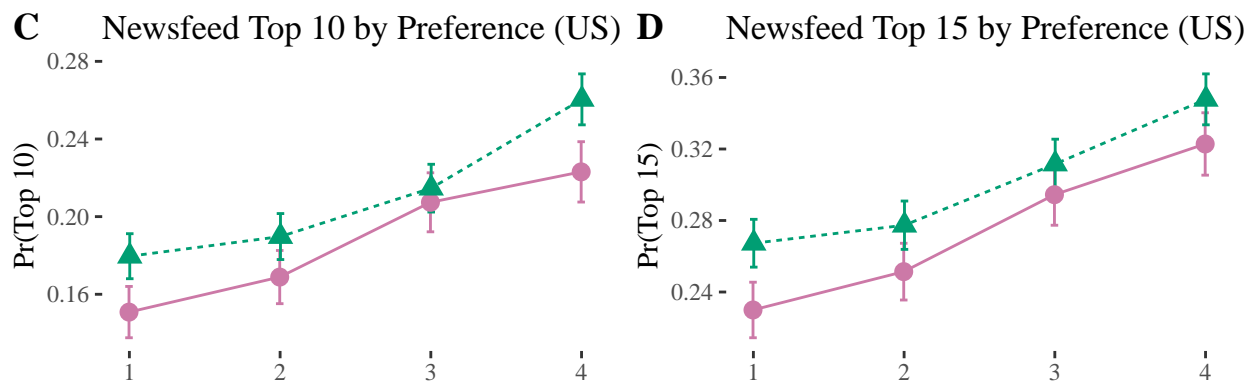 C Newsfeed Top 10 by Preference (US)
Pr(Top 10)
0.28
0.24
0.20
0.16
1 2 3 4
D Newsfeed Top 15 by Preference (US)
Pr(Top 15)
0.36
0.32
0.28
0.24
1 2 3 4